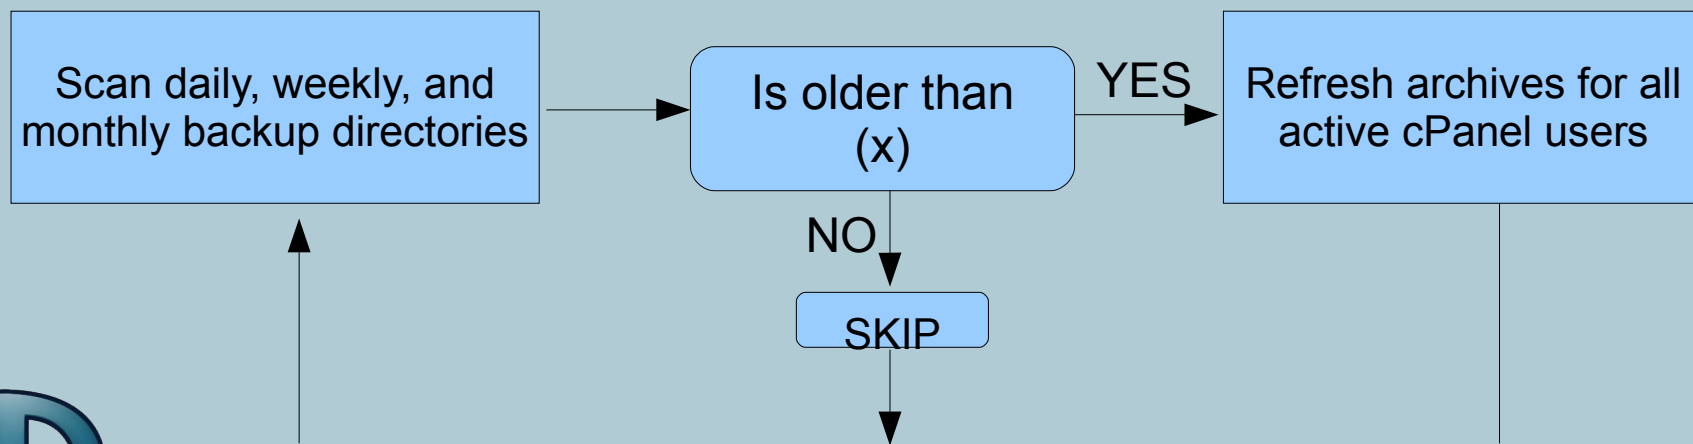 Scan daily, weekly, and
monthly backup directories
Is older than
(x)
YES
Refresh archives for all
active cPanel users
NO
SKIP